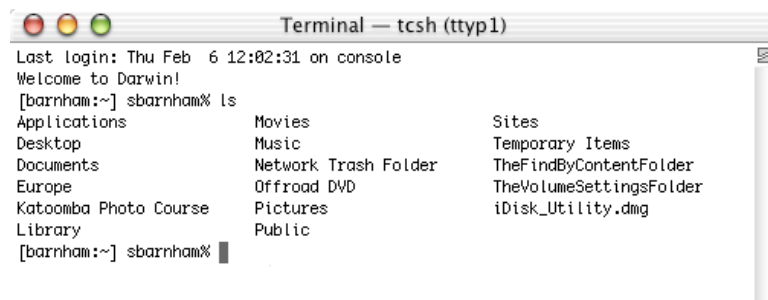 Terminal — tcsh (ttyp1)
Last login: Thu Feb  6 12:02:31 on console
Welcome to Darwin!
[barnham:~] sbarnham% ls
Applications          Movies                Sites
Desktop               Music                 Temporary Items
Documents             Network Trash Folder  TheFindByContentFolder
Europe                Offroad DVD           TheVolumeSettingsFolder
Katoomba Photo Course Pictures              iDisk_Utility.dmg
Library               Public
[barnham:~] sbarnham%